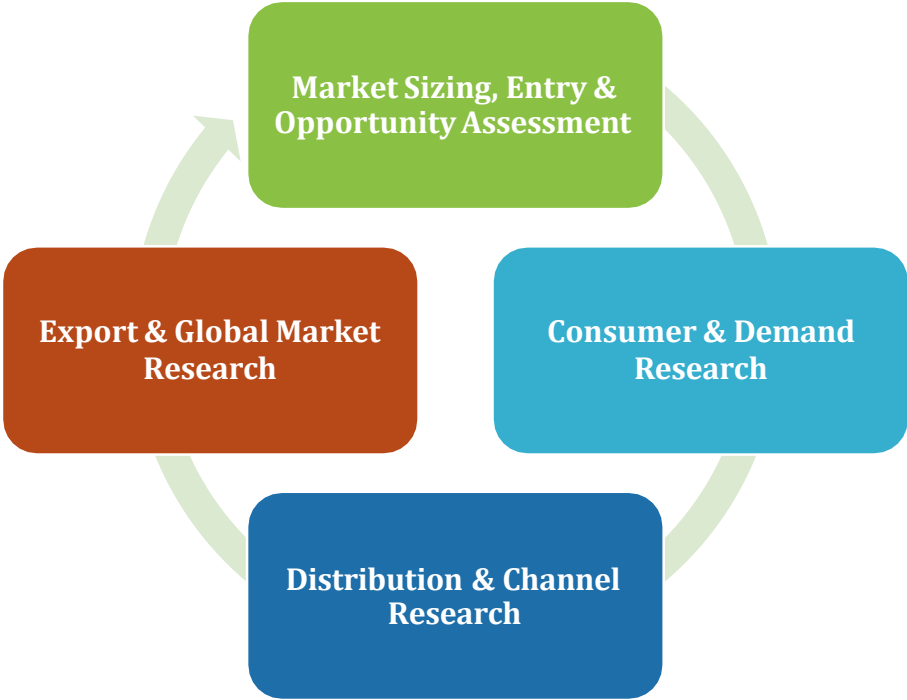 Market Sizing, Entry &
Opportunity Assessment
Consumer & Demand
Research
Distribution & Channel
Research
Export & Global Market
Research